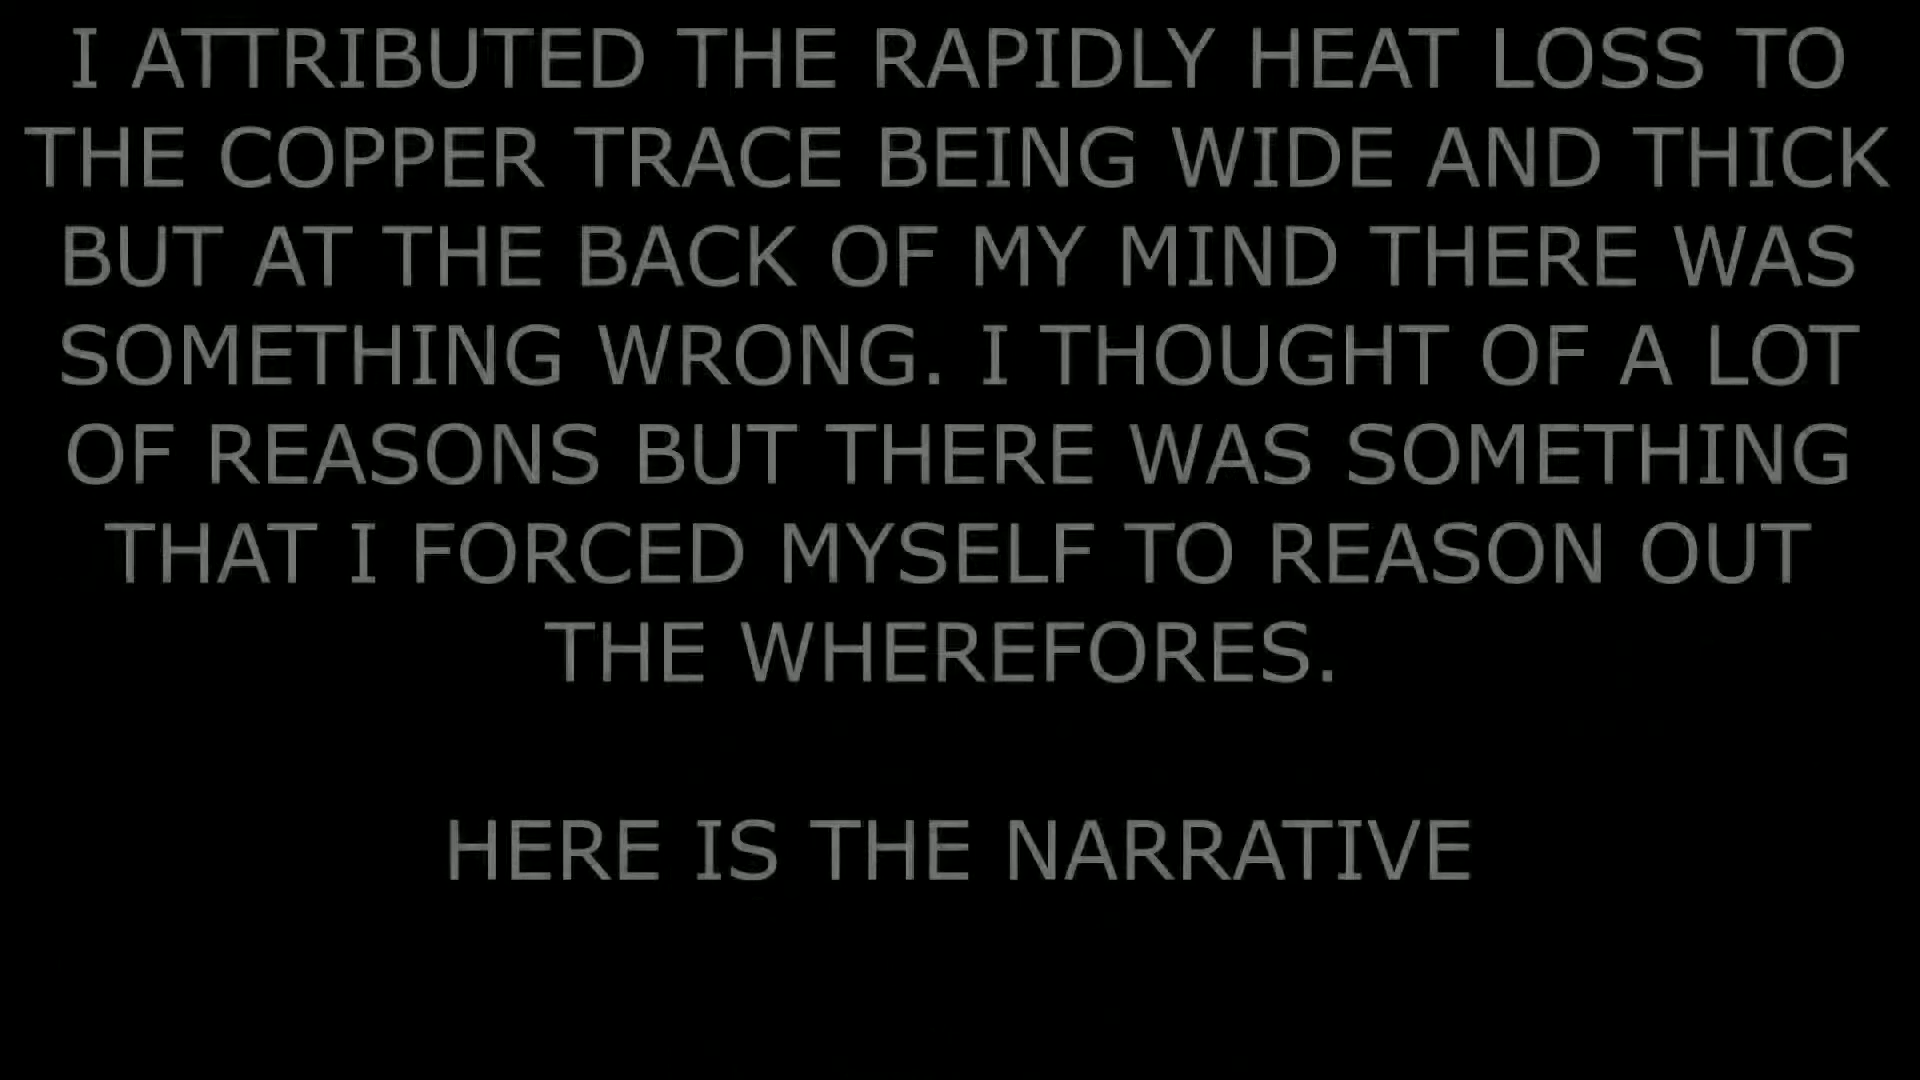 I ATTRIBUTED THE RAPIDLY HEAT LOSS TO
THE COPPER TRACE BEING WIDE AND THICK
BUT AT THE BACK OF MY MIND THERE WAS
SOMETHING WRONG. I THOUGHT OF A LOT
OF REASONS BUT THERE WAS SOMETHING
THAT I FORCED MYSELF TO REASON OUT
THE WHEREFORES.
HERE IS THE NARRATIVE